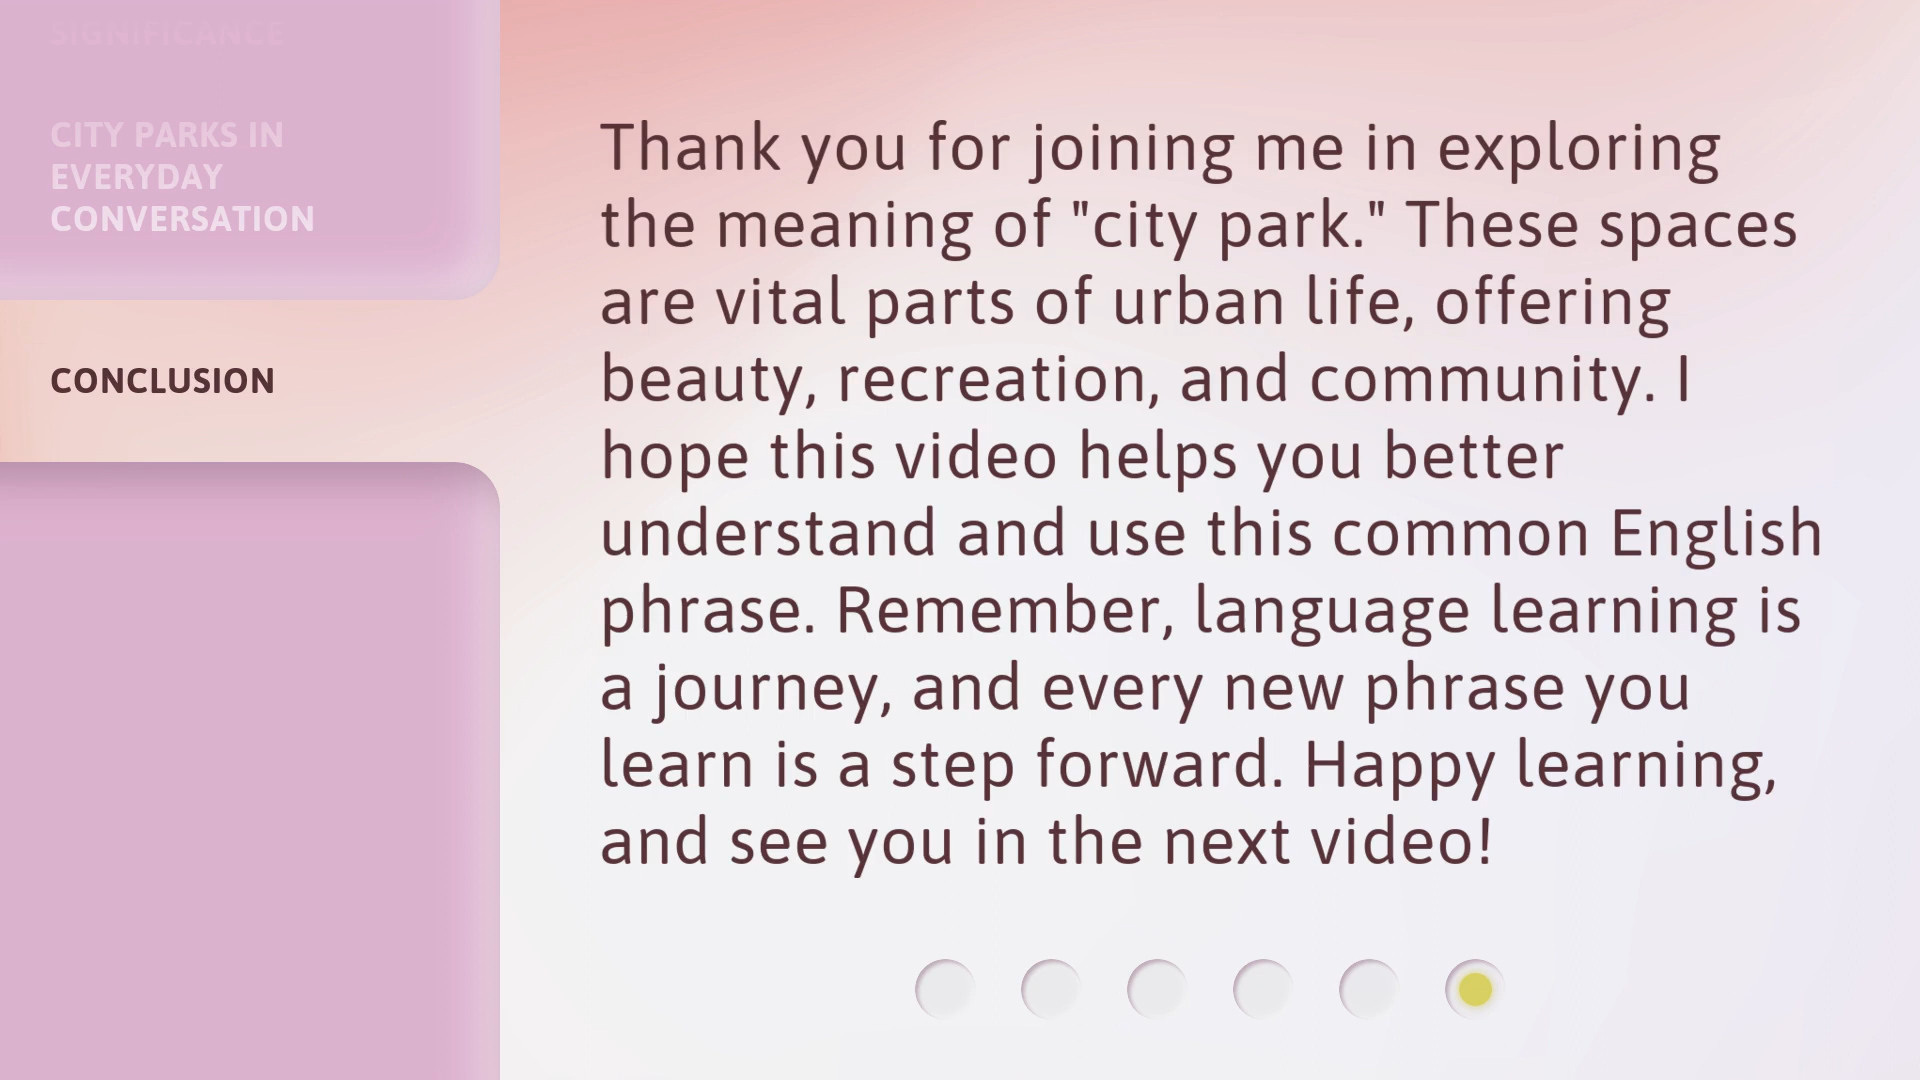 SIGNIFICANCE
CITY PARKS IN
EVERYDAY
CONVERSATION
CONCLUSION
Thank you for joining me in exploring
the meaning of "city park." These spaces
are vital parts of urban life, offering
beauty, recreation, and community. I
hope this video helps you better
understand and use this common English
phrase. Remember, language learning is
a journey, and every new phrase you
learn is a step forward. Happy learning,
and see you in the next video!